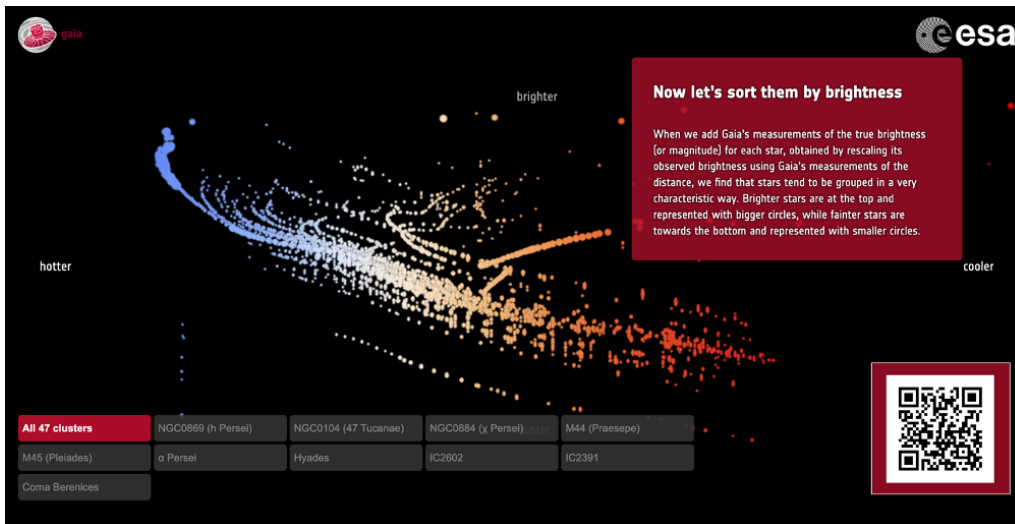 gaia
esa
brighter
Now let's sort them by brightness
When we add Gaia's measurements of the true brightness
(or magnitude) for each star, obtained by rescaling its
observed brightness using Gaia's measurements of the
distance, we find that stars tend to be grouped in a very
characteristic way. Brighter stars are at the top and
represented with bigger circles, while fainter stars are
towards the bottom and represented with smaller circles.
hotter
cooler
All 47 clusters
NGC0869 (h Persei)
NGC0104 (47 Tucanae)
NGC0884 (χ Persei)
M44 (Praesepe)
M45 (Pleiades)
α Persei
Hyades
IC2602
IC2391
Coma Berenices